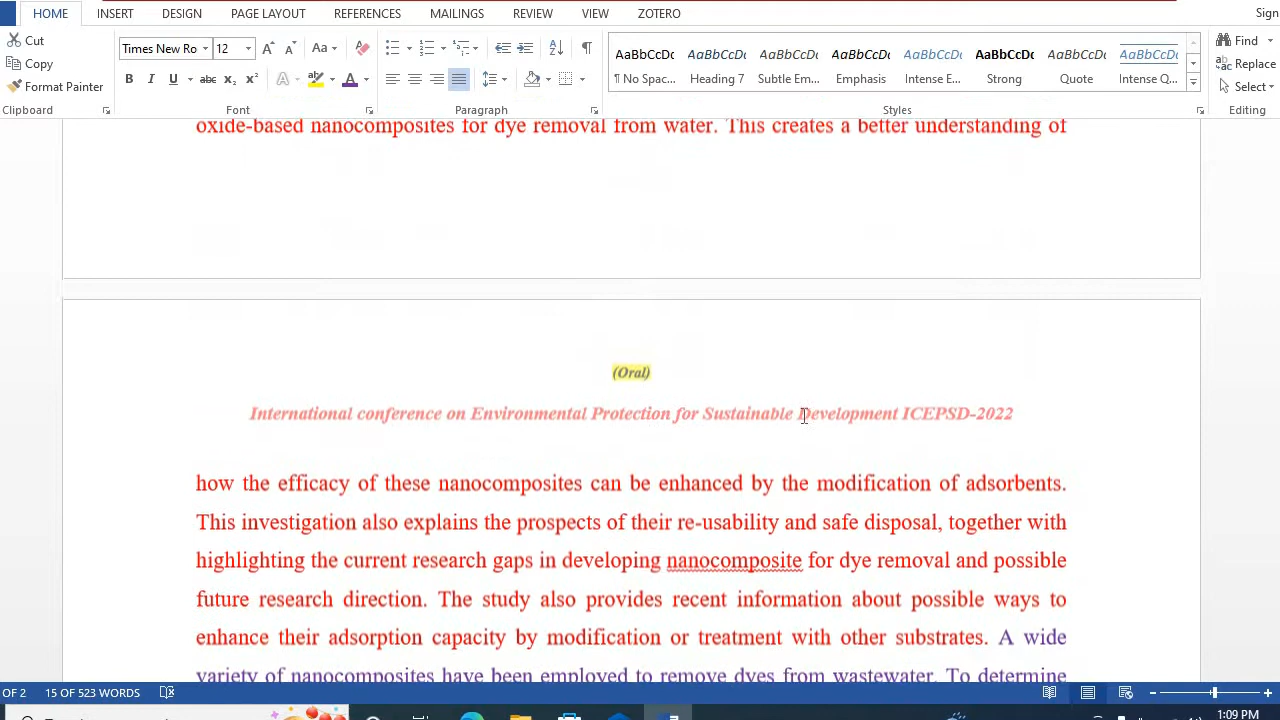 HOME INSERT DESIGN PAGE LAYOUT REFERENCES MAILINGS REVIEW VIEW ZOTERO Sign
Cut
Copy
Format Painter
Clipboard
Times New Ro 12 Aa
B I U abc x₂ x² A A
Font
Paragraph
AaBbCcDc AaBbCcDc AaBbCcDc AaBbCcDc AaBbCcDc AaBbCcDc AaBbCcDc AaBbCcDc
¶ No Spac... Heading 7 Subtle Em... Emphasis Intense E... Strong Quote Intense Q...
Styles
Find
Replace
Select
Editing
oxide-based nanocomposites for dye removal from water. This creates a better understanding of
(Oral)
International conference on Environmental Protection for Sustainable Development ICEPSD-2022
how the efficacy of these nanocomposites can be enhanced by the modification of adsorbents.
This investigation also explains the prospects of their re-usability and safe disposal, together with
highlighting the current research gaps in developing nanocomposite for dye removal and possible
future research direction. The study also provides recent information about possible ways to
enhance their adsorption capacity by modification or treatment with other substrates. A wide
variety of nanocomposites have been employed to remove dyes from wastewater. To determine
OF 2 15 OF 523 WORDS
1:09 PM